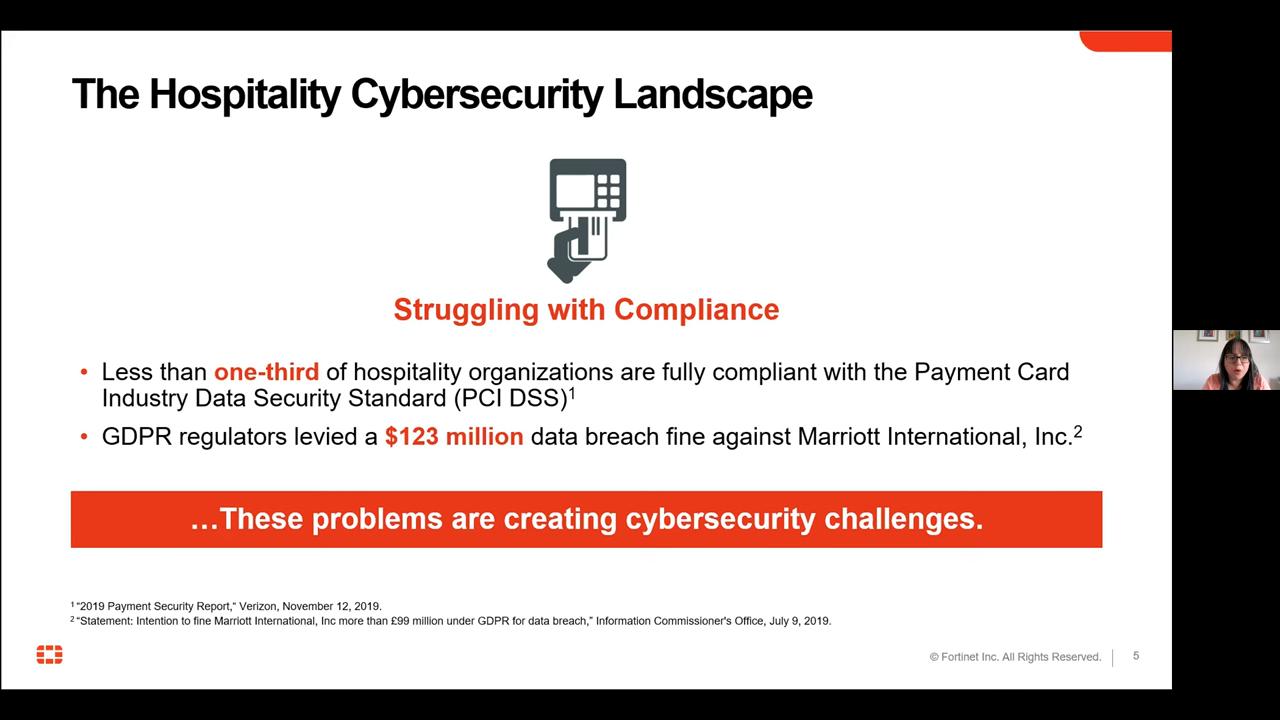 The Hospitality Cybersecurity Landscape
Struggling with Compliance
• Less than one-third of hospitality organizations are fully compliant with the Payment Card
Industry Data Security Standard (PCI DSS)¹
• GDPR regulators levied a $123 million data breach fine against Marriott International, Inc.²
…These problems are creating cybersecurity challenges.
¹ “2019 Payment Security Report,” Verizon, November 12, 2019.
² “Statement: Intention to fine Marriott International, Inc more than £99 million under GDPR for data breach,” Information Commissioner's Office, July 9, 2019.
© Fortinet Inc. All Rights Reserved. 5